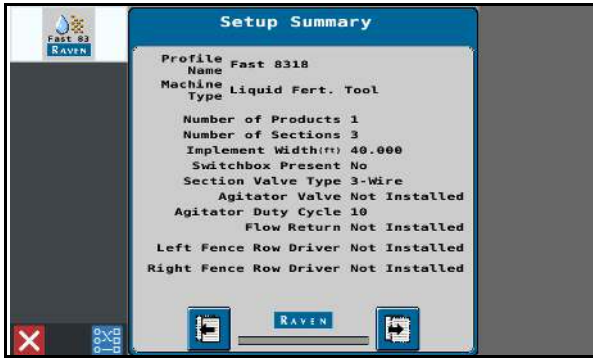 Setup Summary
Fast 83
RAVEN
Profile Name Fast 8318
Machine Type Liquid Fert. Tool
Number of Products 1
Number of Sections 3
Implement Width(ft) 40.000
Switchbox Present No
Section Valve Type 3-Wire
Agitator Valve Not Installed
Agitator Duty Cycle 10
Flow Return Not Installed
Left Fence Row Driver Not Installed
Right Fence Row Driver Not Installed
RAVEN